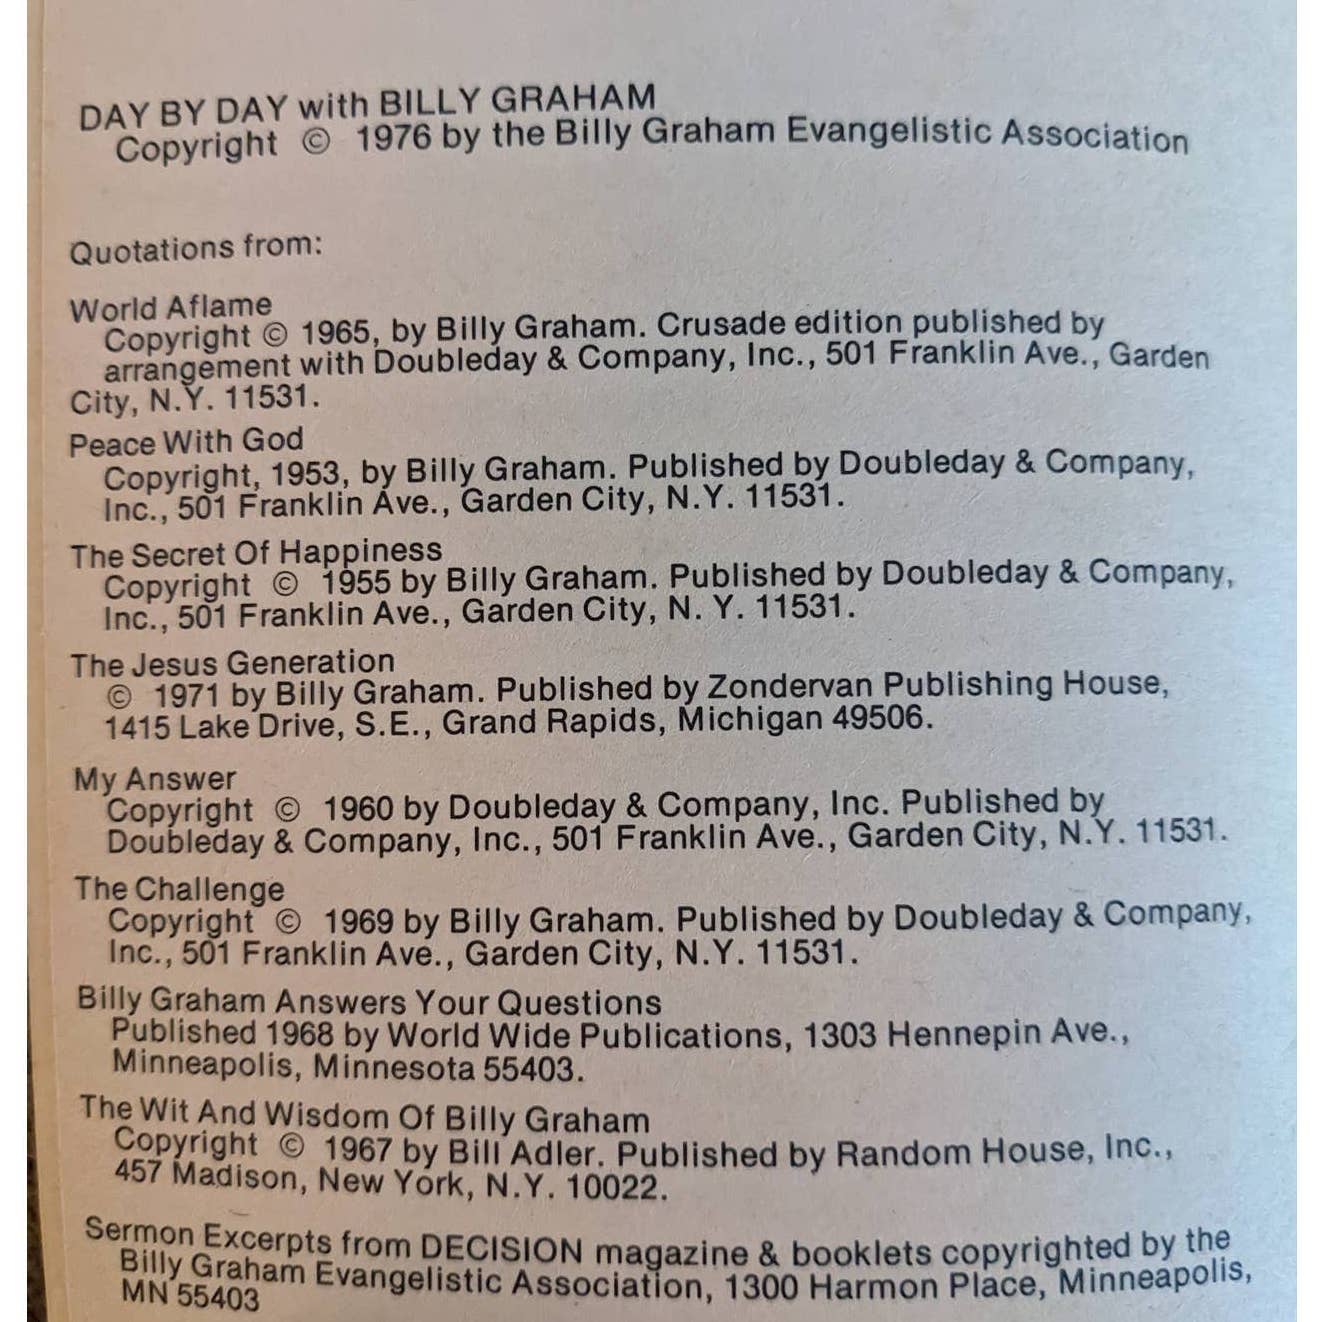 DAY BY DAY with BILLY GRAHAM
Copyright © 1976 by the Billy Graham Evangelistic Association
Quotations from:
World Aflame
Copyright © 1965, by Billy Graham. Crusade edition published by
arrangement with Doubleday & Company, Inc., 501 Franklin Ave., Garden
City, N.Y. 11531.
Peace With God
Copyright, 1953, by Billy Graham. Published by Doubleday & Company,
Inc., 501 Franklin Ave., Garden City, N.Y. 11531.
The Secret Of Happiness
Copyright © 1955 by Billy Graham. Published by Doubleday & Company,
Inc., 501 Franklin Ave., Garden City, N. Y. 11531.
The Jesus Generation
© 1971 by Billy Graham. Published by Zondervan Publishing House,
1415 Lake Drive, S.E., Grand Rapids, Michigan 49506.
My Answer
Copyright © 1960 by Doubleday & Company, Inc. Published by
Doubleday & Company, Inc., 501 Franklin Ave., Garden City, N.Y. 11531.
The Challenge
Copyright © 1969 by Billy Graham. Published by Doubleday & Company,
Inc., 501 Franklin Ave., Garden City, N.Y. 11531.
Billy Graham Answers Your Questions
Published 1968 by World Wide Publications, 1303 Hennepin Ave.,
Minneapolis, Minnesota 55403.
The Wit And Wisdom Of Billy Graham
Copyright © 1967 by Bill Adler. Published by Random House, Inc.,
457 Madison, New York, N.Y. 10022.
Sermon Excerpts from DECISION magazine & booklets copyrighted by the
Billy Graham Evangelistic Association, 1300 Harmon Place, Minneapolis,
MN 55403